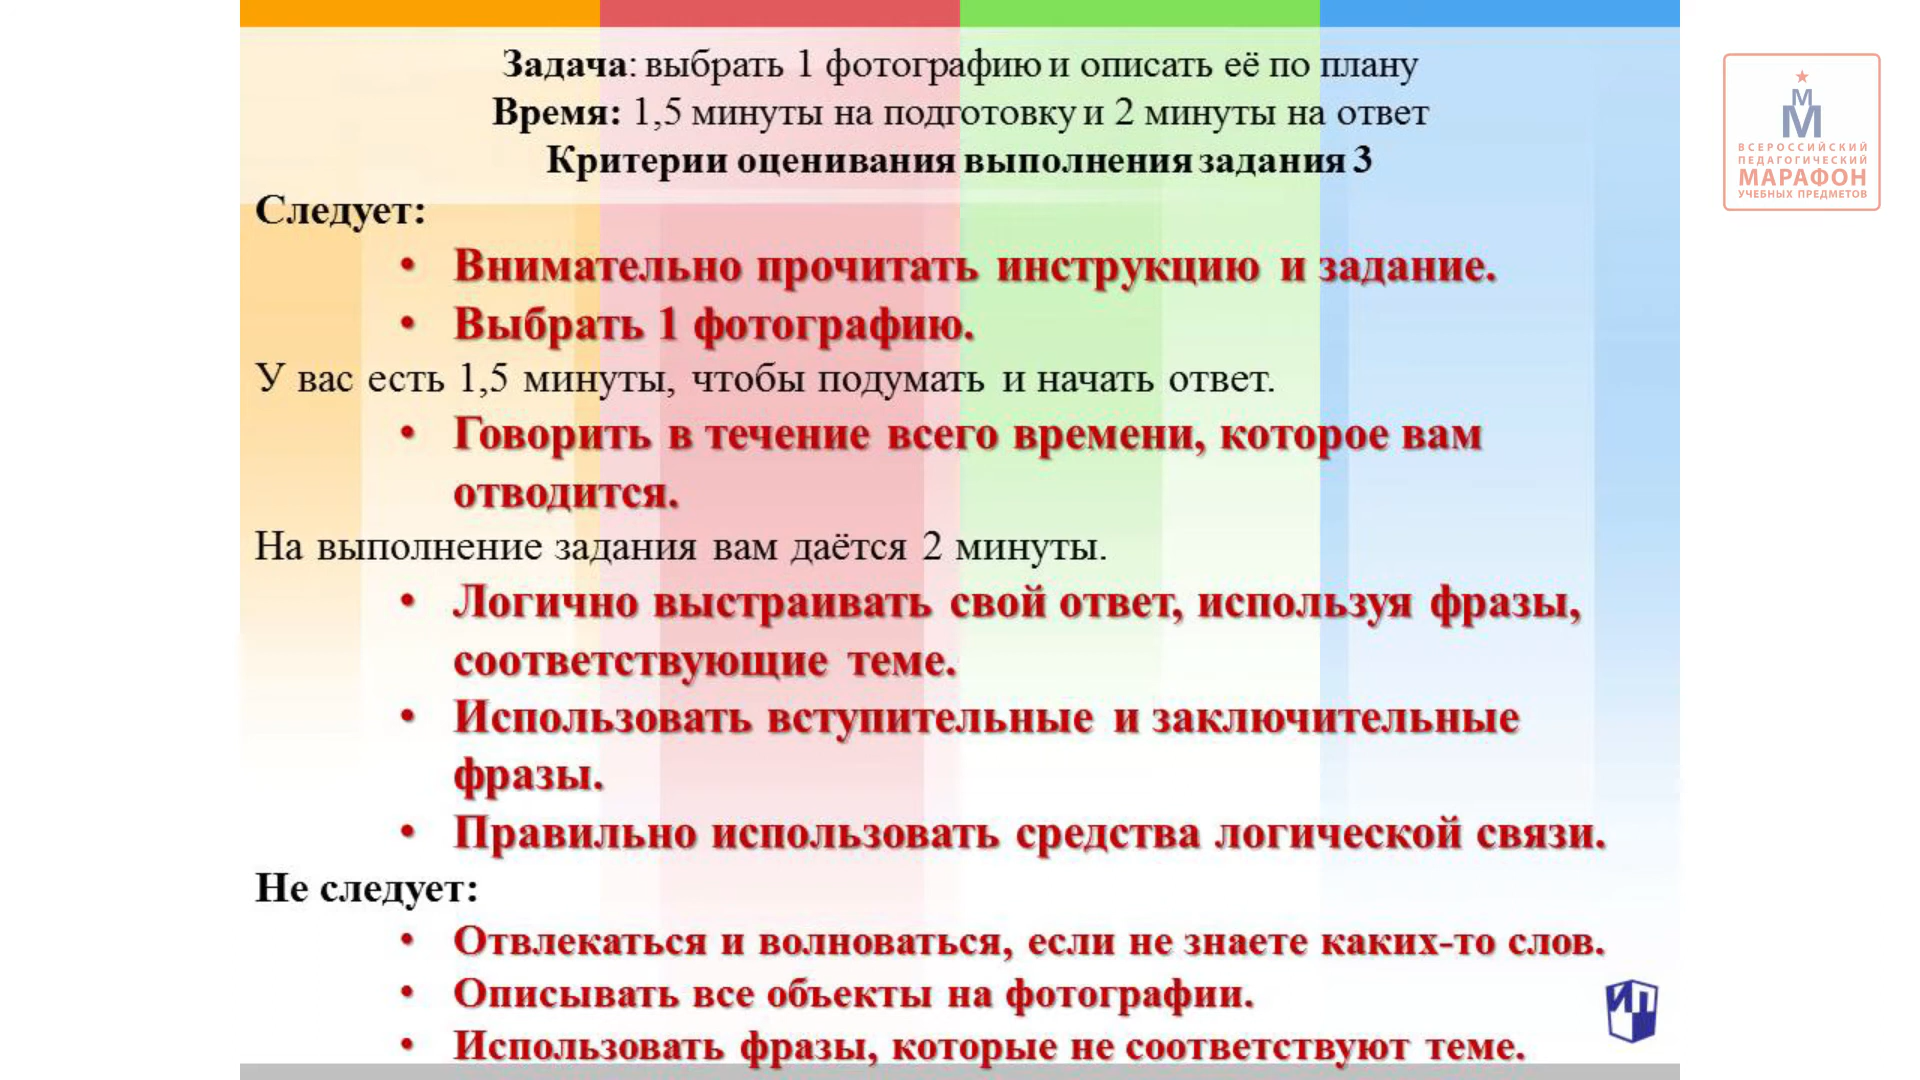 Задача: выбрать 1 фотографию и описать её по плану
Время: 1,5 минуты на подготовку и 2 минуты на ответ
Критерии оценивания выполнения задания 3
Следует:
• Внимательно прочитать инструкцию и задание.
• Выбрать 1 фотографию.
У вас есть 1,5 минуты, чтобы подумать и начать ответ.
• Говорить в течение всего времени, которое вам
отводится.
На выполнение задания вам даётся 2 минуты.
• Логично выстраивать свой ответ, используя фразы,
соответствующие теме.
• Использовать вступительные и заключительные
фразы.
• Правильно использовать средства логической связи.
Не следует:
• Отвлекаться и волноваться, если не знаете каких-то слов.
• Описывать все объекты на фотографии.
• Использовать фразы, которые не соответствуют теме.
М
М
ВСЕРОССИЙСКИЙ
ПЕДАГОГИЧЕСКИЙ
МАРАФОН
УЧЕБНЫХ ПРЕДМЕТОВ
ИП